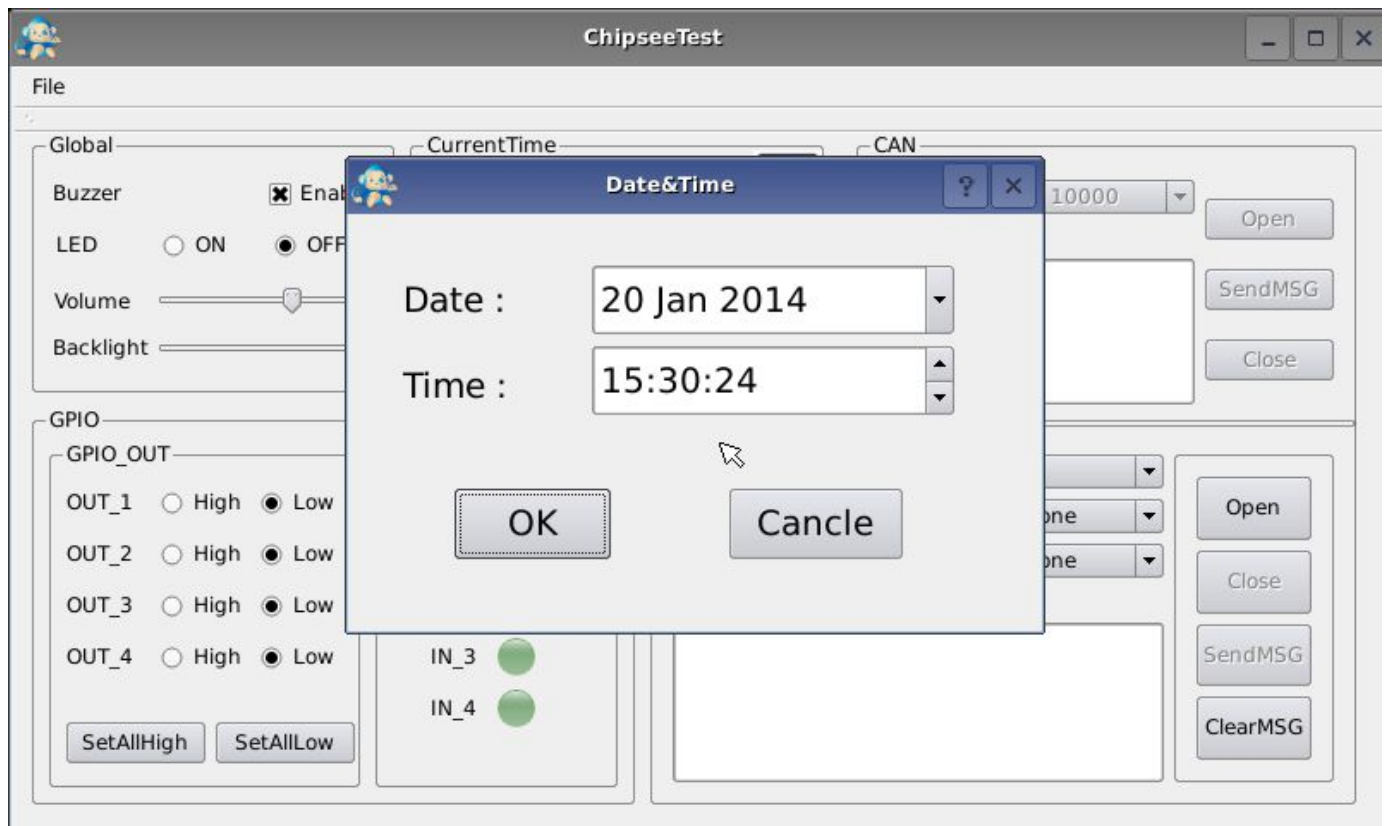 ChipseeTest
File
Global
CurrentTime
CAN
Buzzer
LED ON OFF
Volume
Backlight
10000
Open
SendMSG
Close
Date&Time
?
Date : 20 Jan 2014
Time : 15:30:24
OK Cancle
GPIO
GPIO_OUT
OUT_1 High Low
OUT_2 High Low
OUT_3 High Low
OUT_4 High Low
SetAllHigh SetAllLow
IN_3
IN_4
Open
Close
SendMSG
ClearMSG